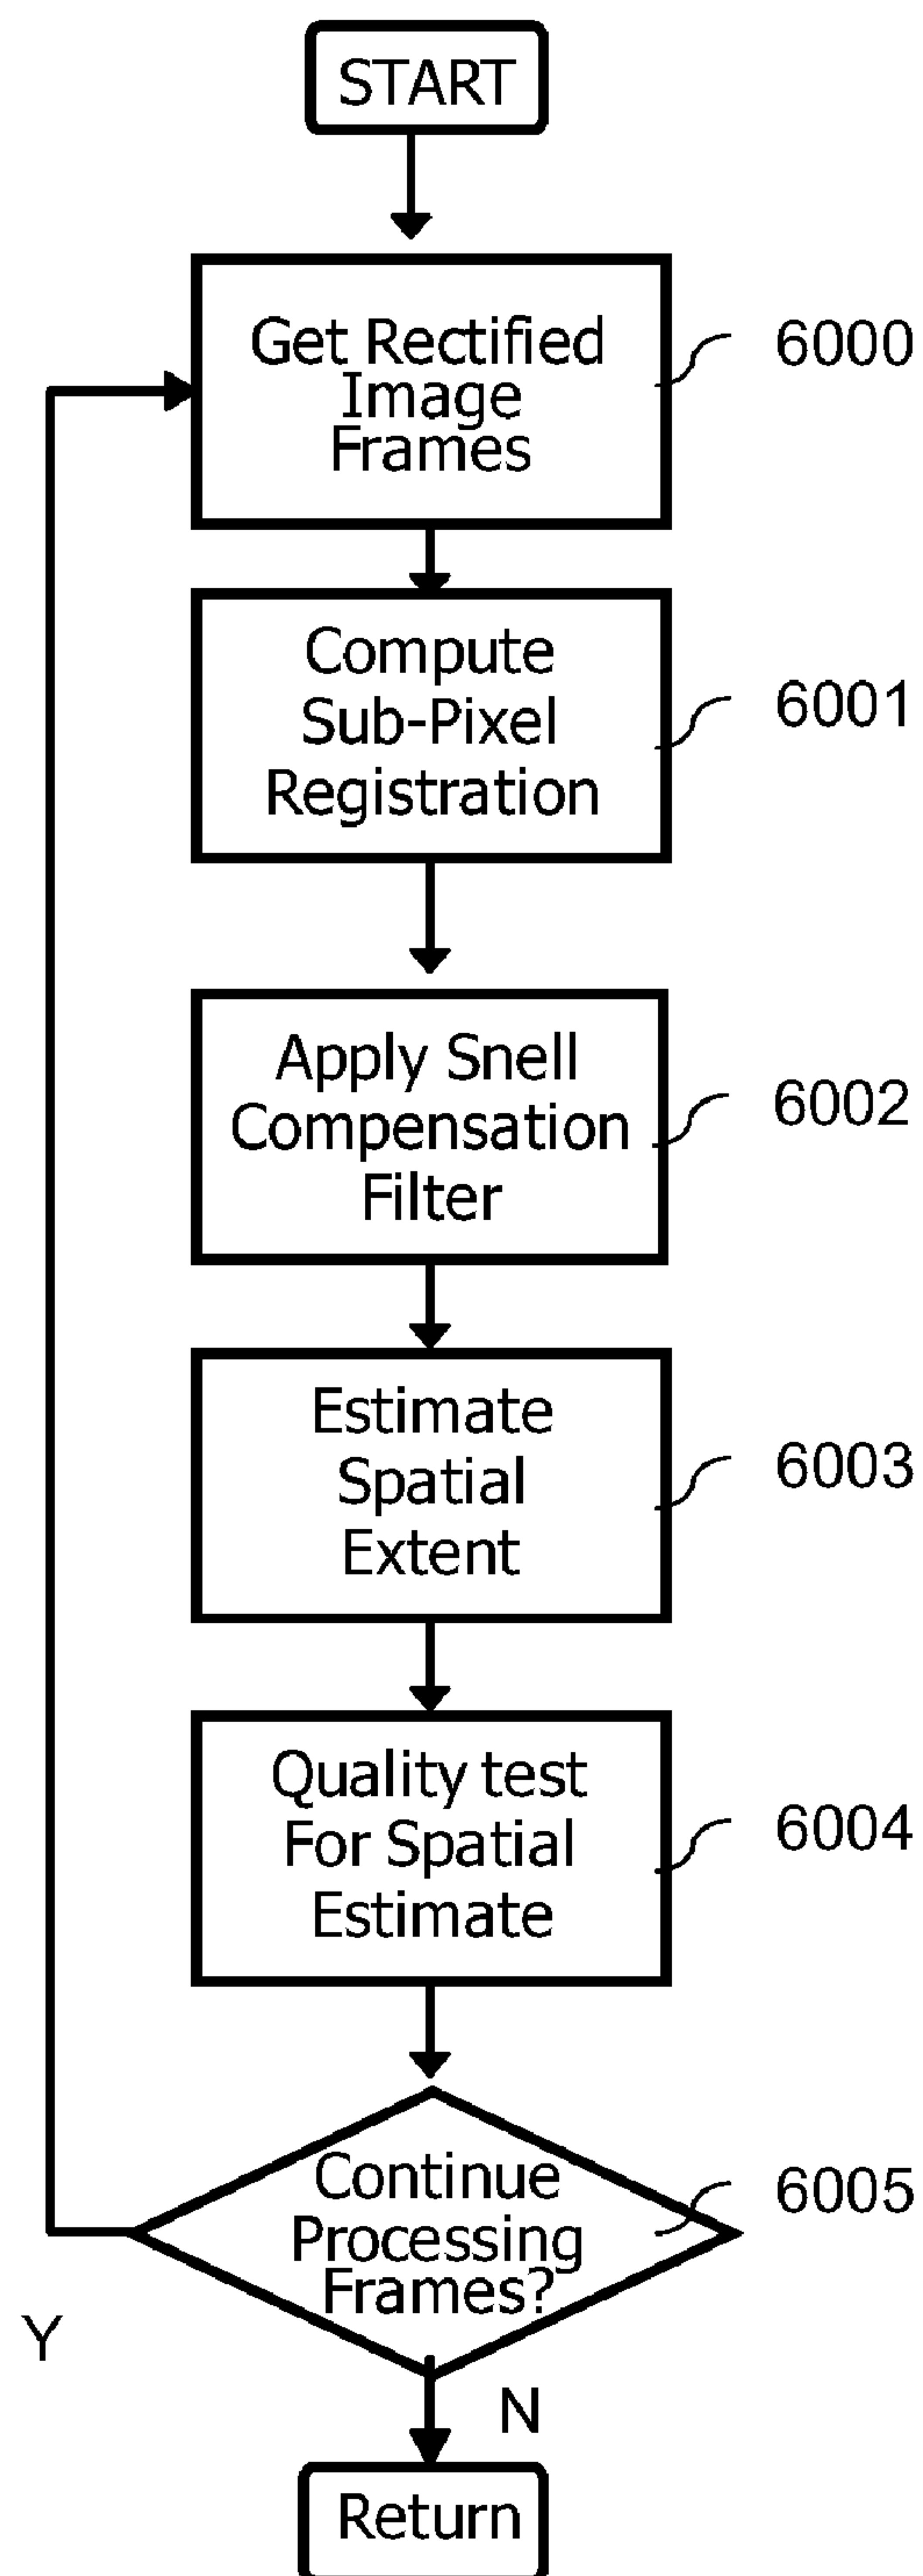 START
Get Rectified
Image
Frames
6000
Compute
Sub-Pixel
Registration
6001
Apply Snell
Compensation
Filter
6002
Estimate
Spatial
Extent
6003
Quality test
For Spatial
Estimate
6004
Continue
Processing
Frames?
6005
Y
N
Return